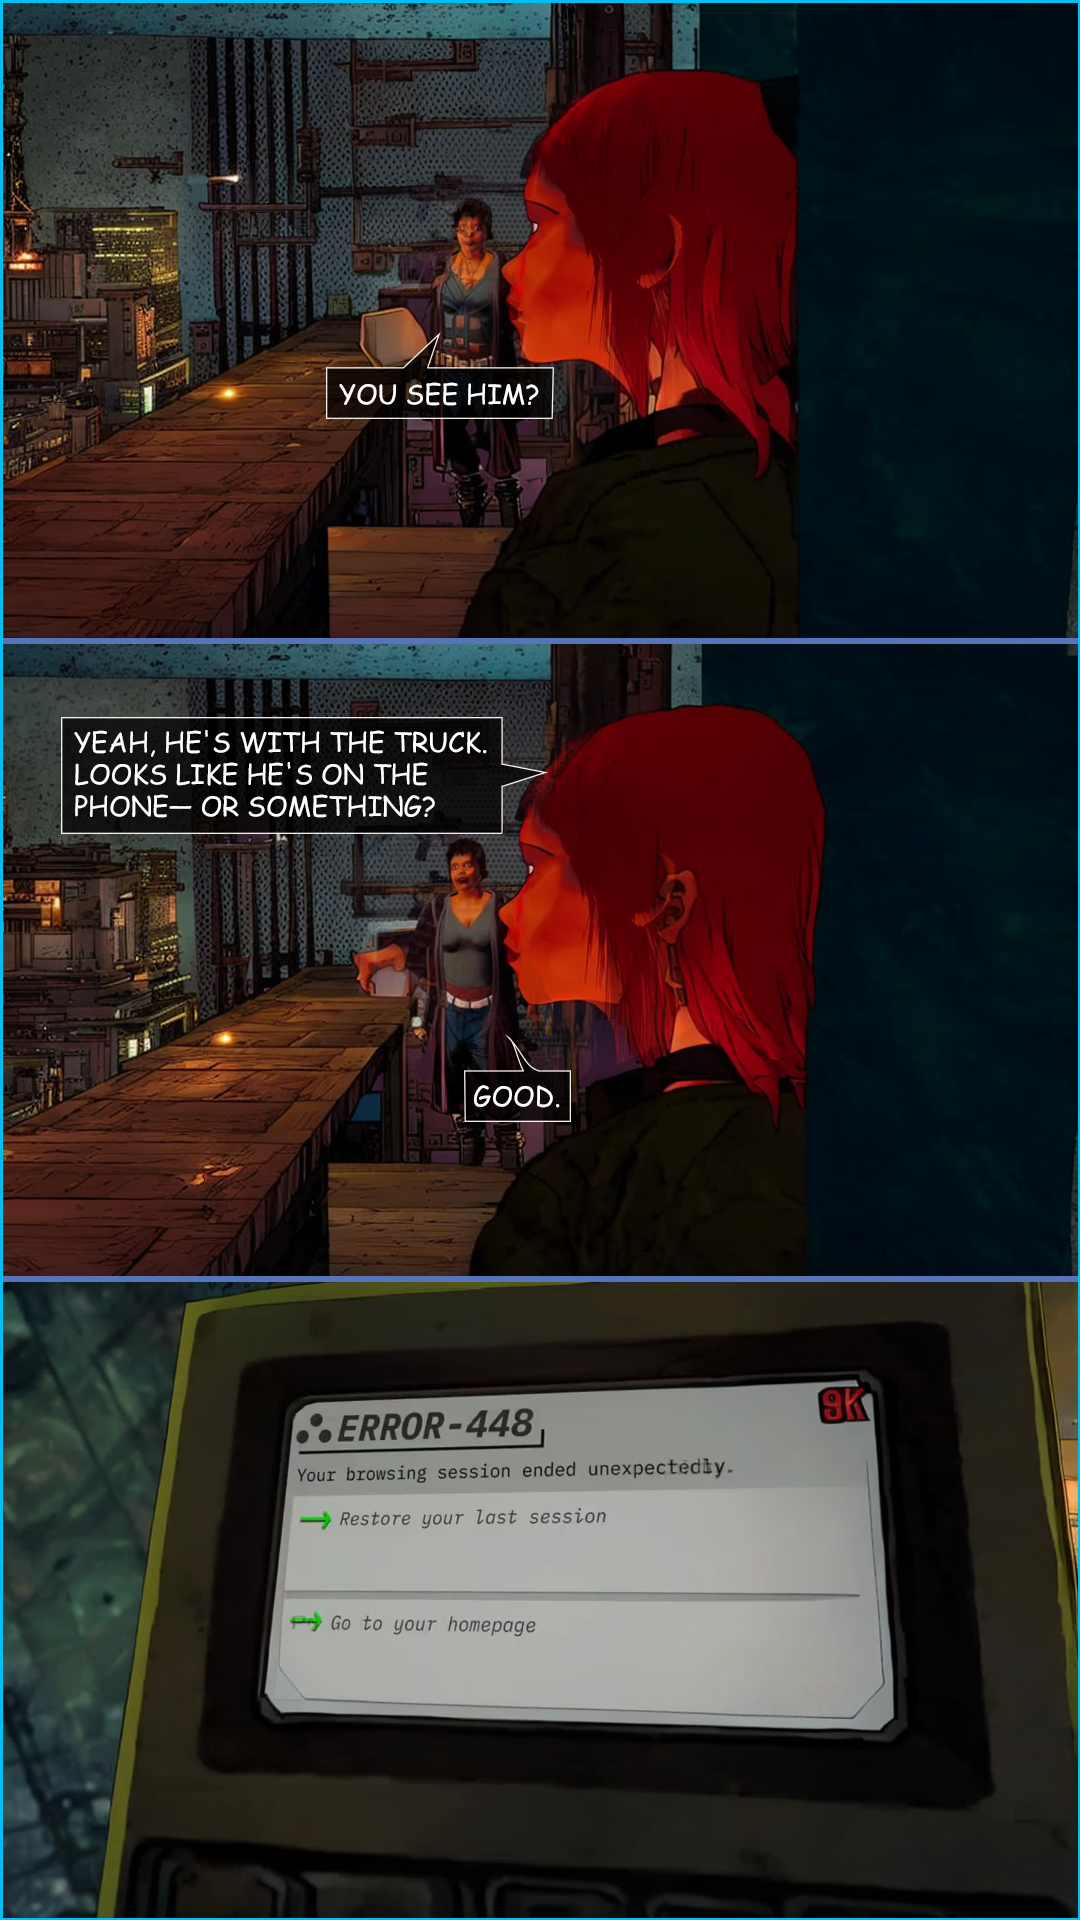 YOU SEE HIM?
YEAH, HE'S WITH THE TRUCK.
LOOKS LIKE HE'S ON THE
PHONE— OR SOMETHING?
GOOD.
9K
ERROR-448
Your browsing session ended unexpectedly.
Restore your last session
Go to your homepage